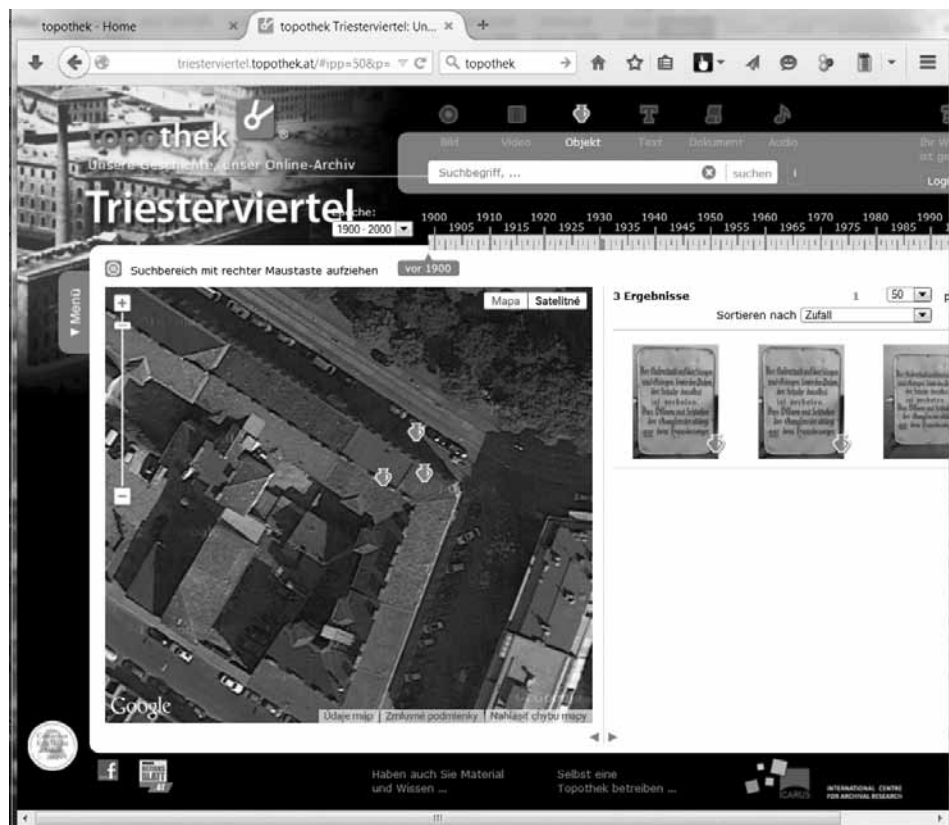 topothek - Home
topothek Triesterviertel: Un...
triesterviertel.topothek.at/#ipp=50&p=
topothek
topothek
Unsere Geschichte, unser Online-Archiv
Bild Video Objekt Text Dokument Audio
Suchbegriff, ... suchen i
Triesterviertel
Epoche:
1900 - 2000
1900 1910 1920 1930 1940 1950 1960 1970 1980 1990
1905 1915 1925 1935 1945 1955 1965 1975 1985
vor 1900
Suchbereich mit rechter Maustaste aufziehen
Menü
Mapa Satelitné
3 Ergebnisse 1 50
Sortieren nach Zufall
Google
Údaje máp Zmluvné podmienky Nahlásiť chybu mapy
Haben auch Sie Material
und Wissen ...
Selbst eine
Topothek betreiben ...
BEZIRKS
BLATT
.AT
ICARUS
INTERNATIONAL CENTRE
FOR ARCHIVAL RESEARCH